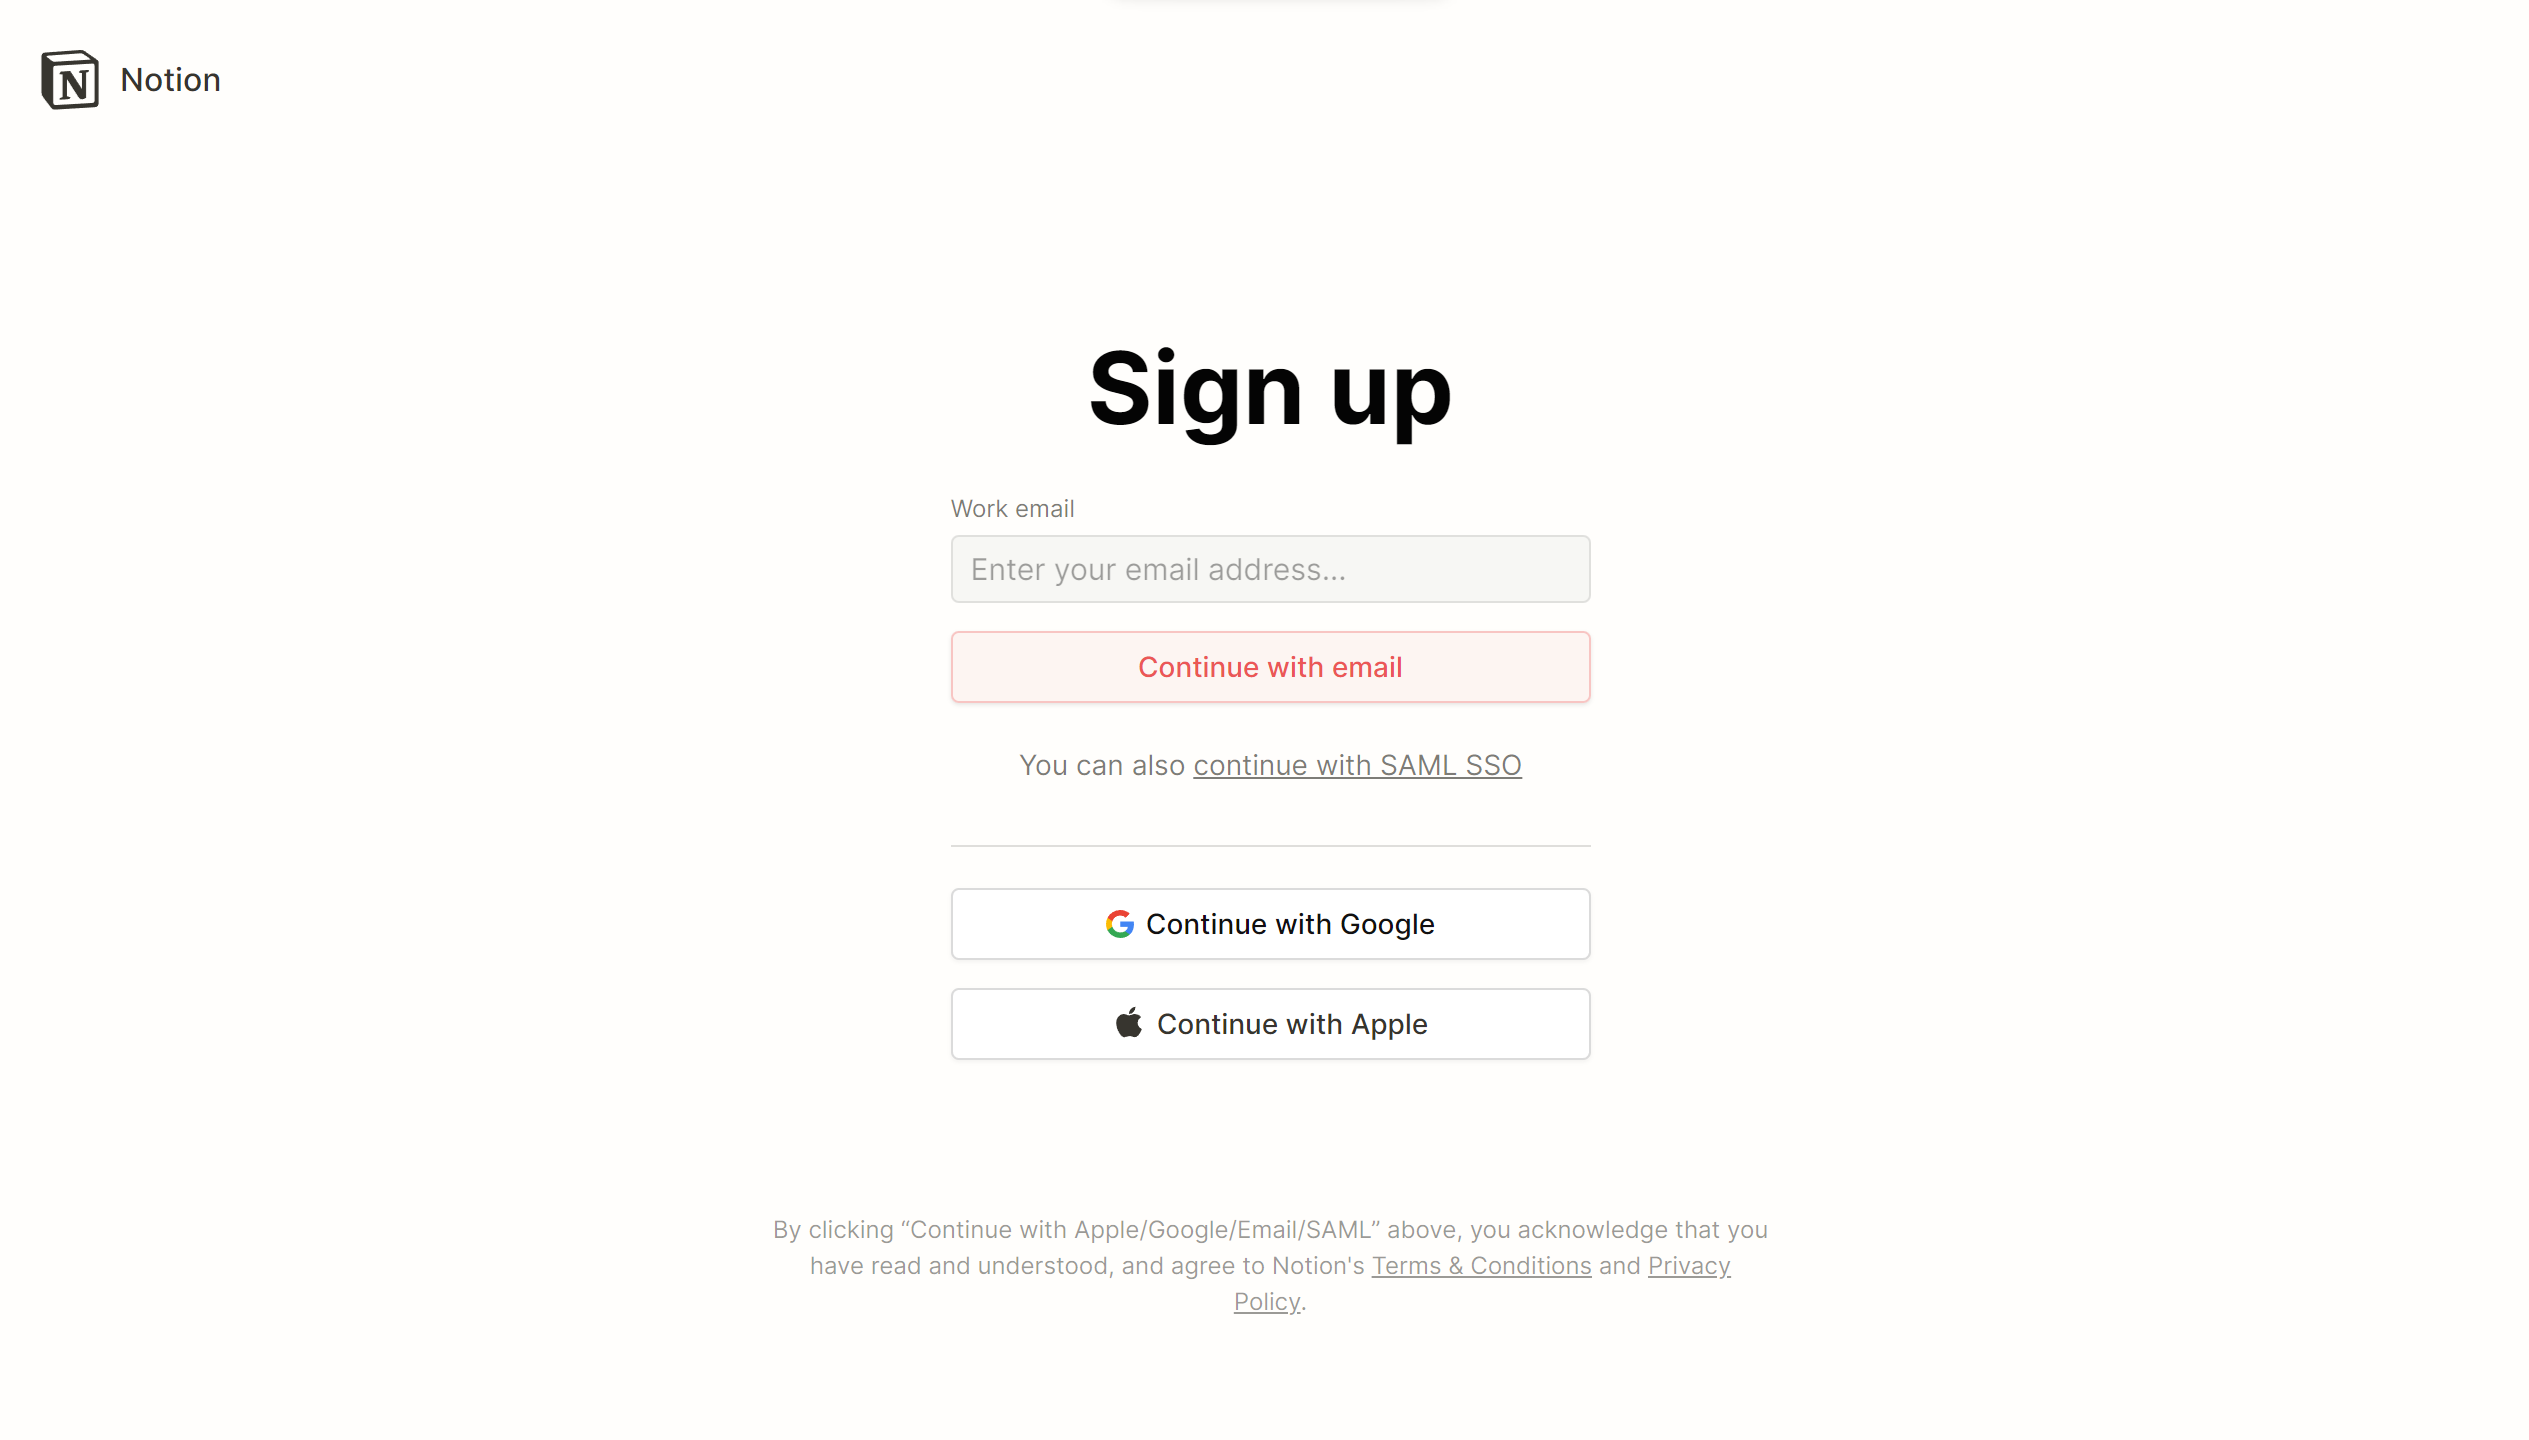 Notion
Sign up
Work email
Enter your email address...
Continue with email
You can also continue with SAML SSO
Continue with Google
Continue with Apple
By clicking “Continue with Apple/Google/Email/SAML” above, you acknowledge that you
have read and understood, and agree to Notion's Terms & Conditions and Privacy
Policy.